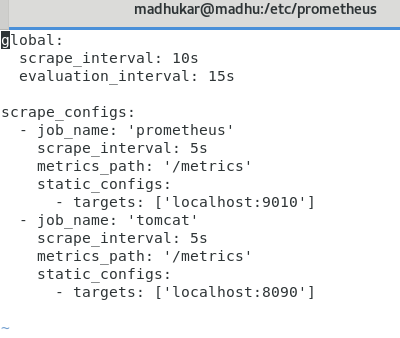 madhukar@madhu:/etc/prometheus
global:
  scrape_interval: 10s
  evaluation_interval: 15s

scrape_configs:
  - job_name: 'prometheus'
    scrape_interval: 5s
    metrics_path: '/metrics'
    static_configs:
      - targets: ['localhost:9010']
  - job_name: 'tomcat'
    scrape_interval: 5s
    metrics_path: '/metrics'
    static_configs:
      - targets: ['localhost:8090']

~